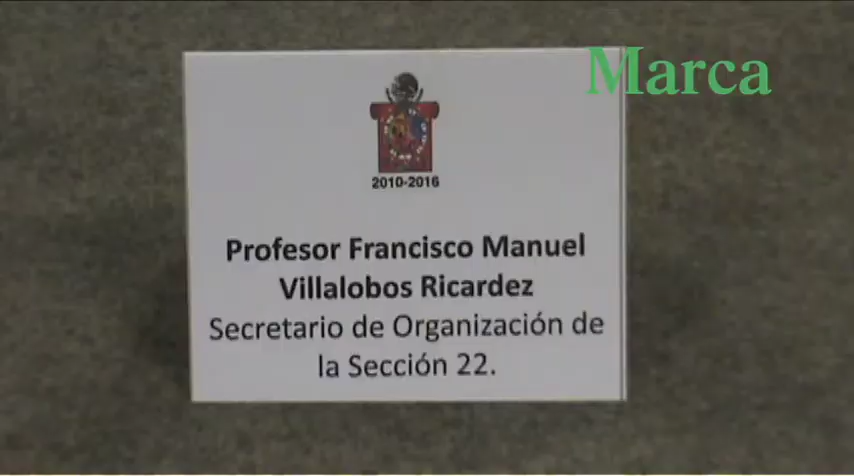 Marca
2010-2016
Profesor Francisco Manuel
Villalobos Ricardez
Secretario de Organización de
la Sección 22.